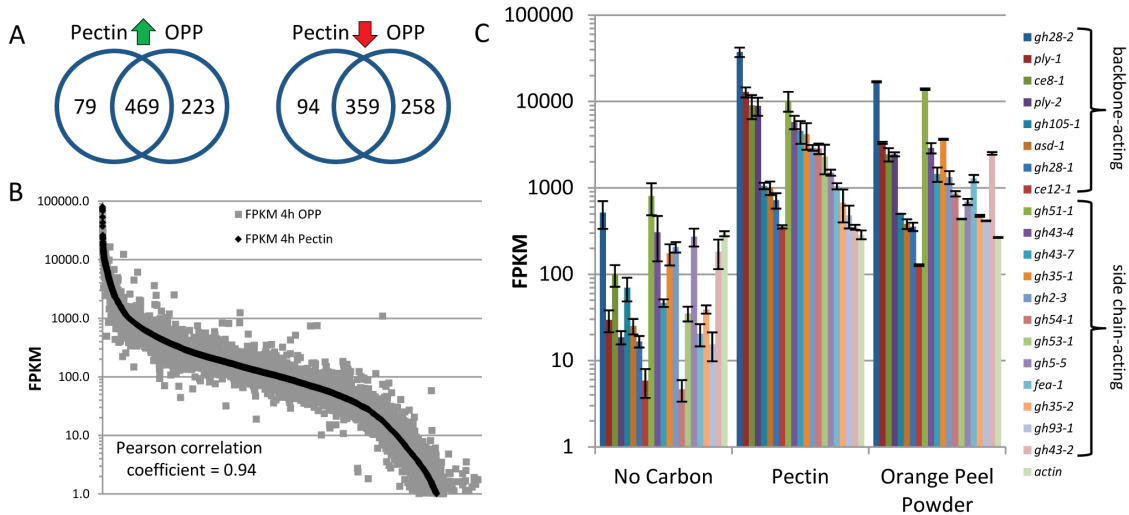 A
Pectin OPP
79 469 223
Pectin OPP
94 359 258
B
FPKM
100000.0
10000.0
1000.0
100.0
10.0
1.0
FPKM 4h OPP
FPKM 4h Pectin
Pearson correlation
coefficient = 0.94
C
FPKM
100000
10000
1000
100
10
1
No Carbon
Pectin
Orange Peel
Powder
gh28-2
ply-1
ce8-1
ply-2
gh105-1
asd-1
gh28-1
ce12-1
gh51-1
gh43-4
gh43-7
gh35-1
gh2-3
gh54-1
gh53-1
gh5-5
fea-1
gh35-2
gh93-1
gh43-2
actin
backbone-acting
side chain-acting